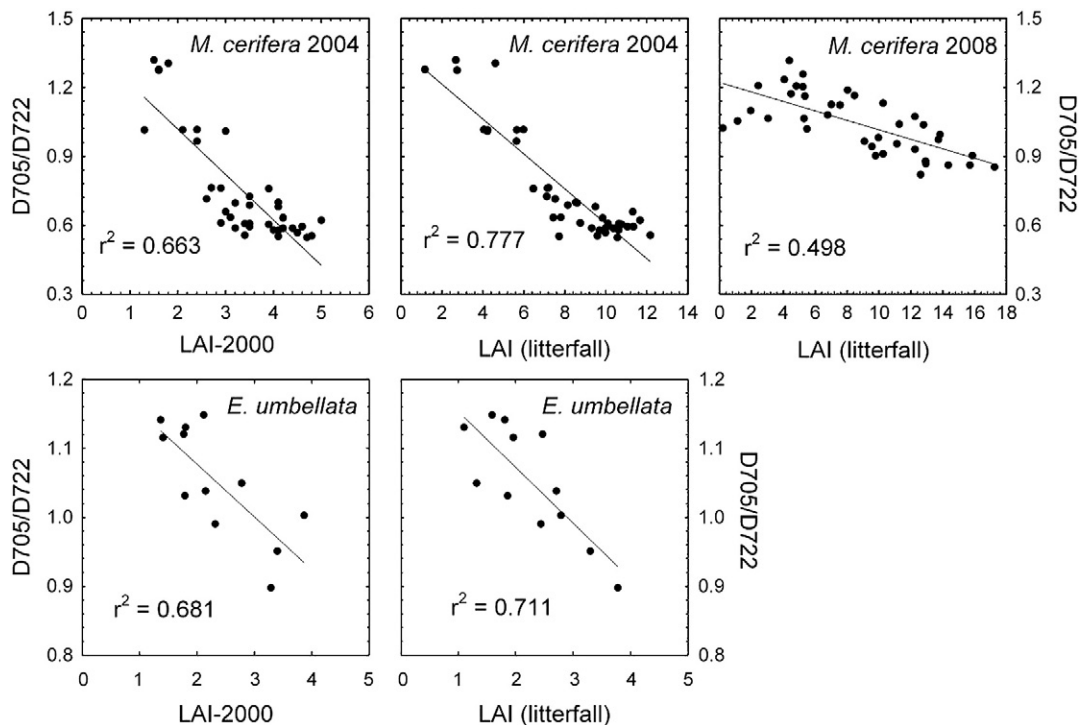 M. cerifera 2004
D705/D722
1.5
1.2
0.9
0.6
0.3
r² = 0.663
0 1 2 3 4 5 6
LAI-2000
M. cerifera 2004
r² = 0.777
0 2 4 6 8 10 12 14
LAI (litterfall)
M. cerifera 2008
r² = 0.498
0 2 4 6 8 10 12 14 16 18
LAI (litterfall)
1.5
1.2
0.9
0.6
0.3
D705/D722
E. umbellata
D705/D722
1.2
1.1
1.0
0.9
0.8
r² = 0.681
0 1 2 3 4 5
LAI-2000
E. umbellata
r² = 0.711
0 1 2 3 4 5
LAI (litterfall)
1.2
1.1
1.0
0.9
0.8
D705/D722